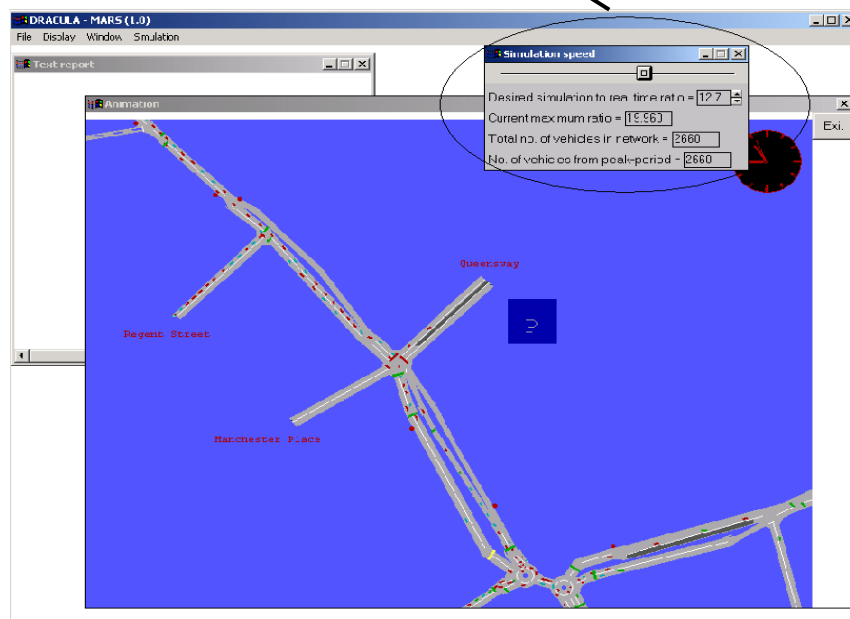 DRACULA - MARS (1.0)
File Display Window Simulation
Text report
Simulation speed
Desired simulation to real time ratio = 12.7
Current maximum ratio = 19.960
Total no. of vehicles in network = 2660
No. of vehicles from peak-period = 2660
Animation
Exi.
Queensway
P
Regent Street
Manchester Place